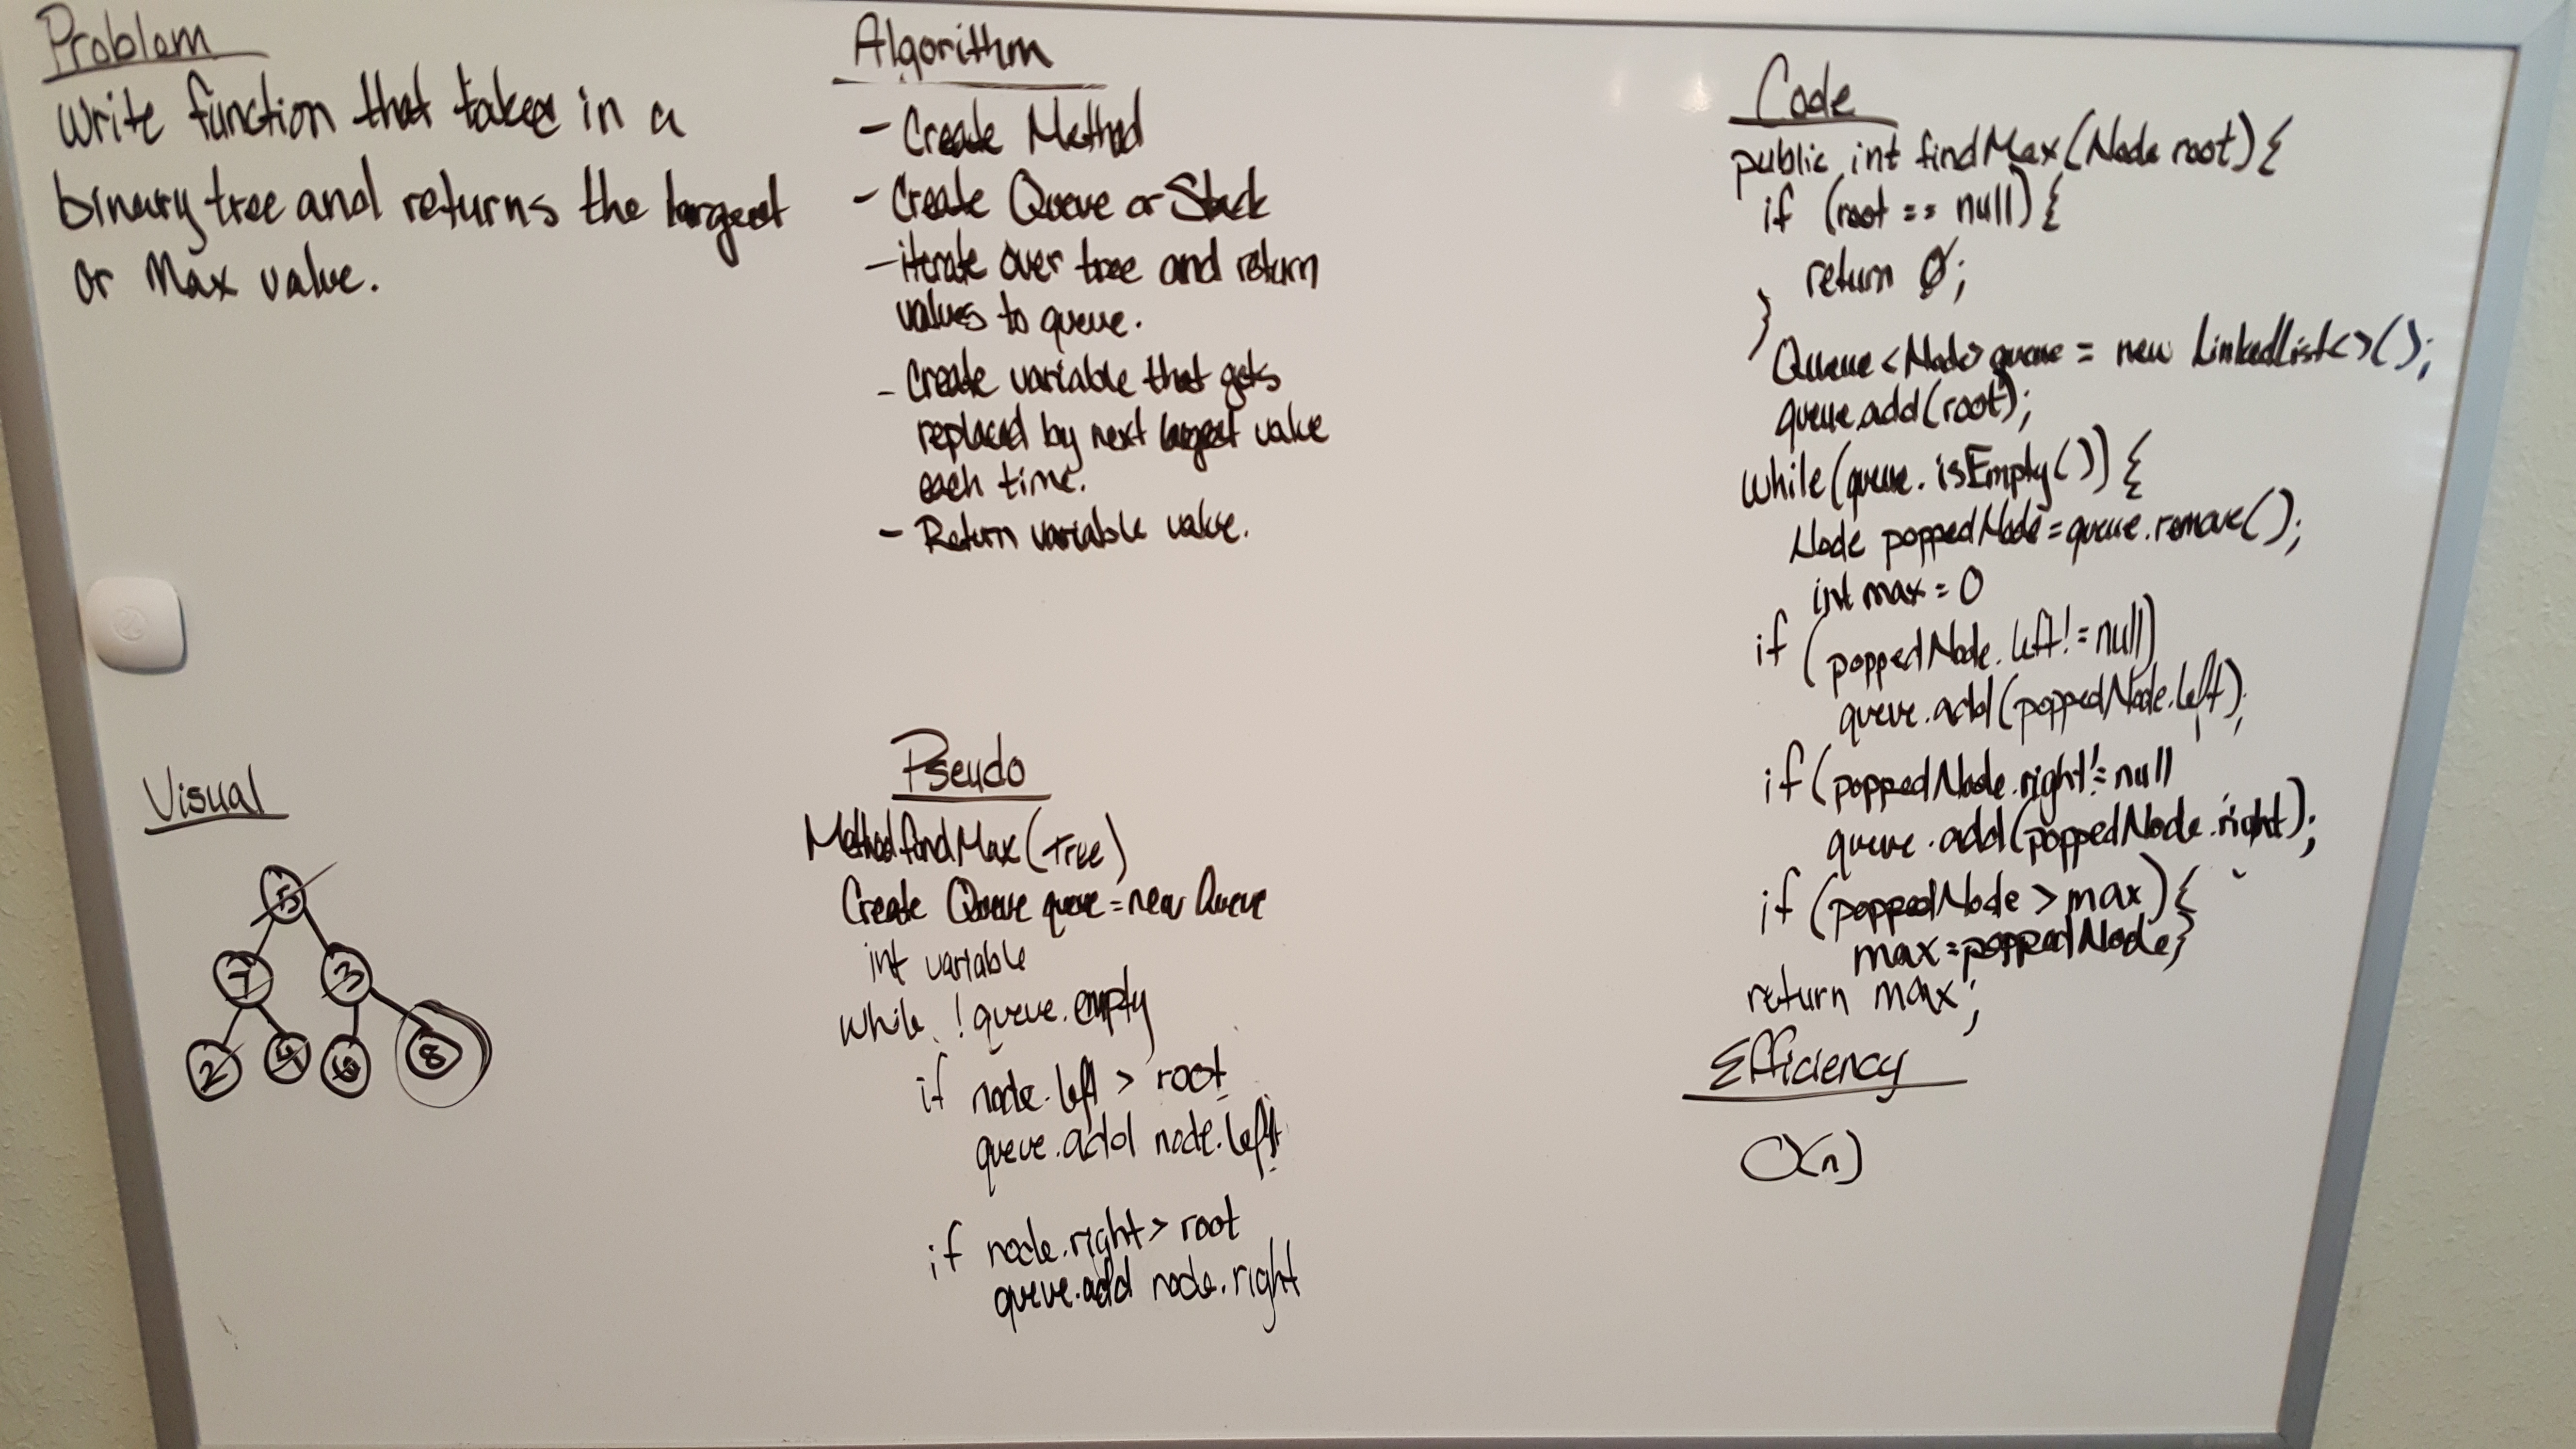 Problem
Write function that takes in a
binary tree and returns the largest
or Max value.
Visual
5
7 3
2 4 6 8
Algorithm
- Create Method
- Create Queue or Stack
- iterate over tree and return
values to queue.
- Create variable that gets
replaced by next largest value
each time.
- Return variable value.
Pseudo
Method findMax(tree)
Create Queue queue = new Queue
int variable
while !queue.empty
if node.left > root
queue.add node.left
if node.right > root
queue.add node.right
Code
public int findMax(Node root) {
if (root == null) {
return 0;
}
Queue<Node> queue = new LinkedList<>();
queue.add(root);
while(queue.isEmpty()) {
Node poppedNode = queue.remove();
int max = 0
if (poppedNode.left != null)
queue.add(poppedNode.left);
if (poppedNode.right != null
queue.add(poppedNode.right);
if (poppedNode > max) {
max = poppedNode}
return max;
Efficiency
O(n)